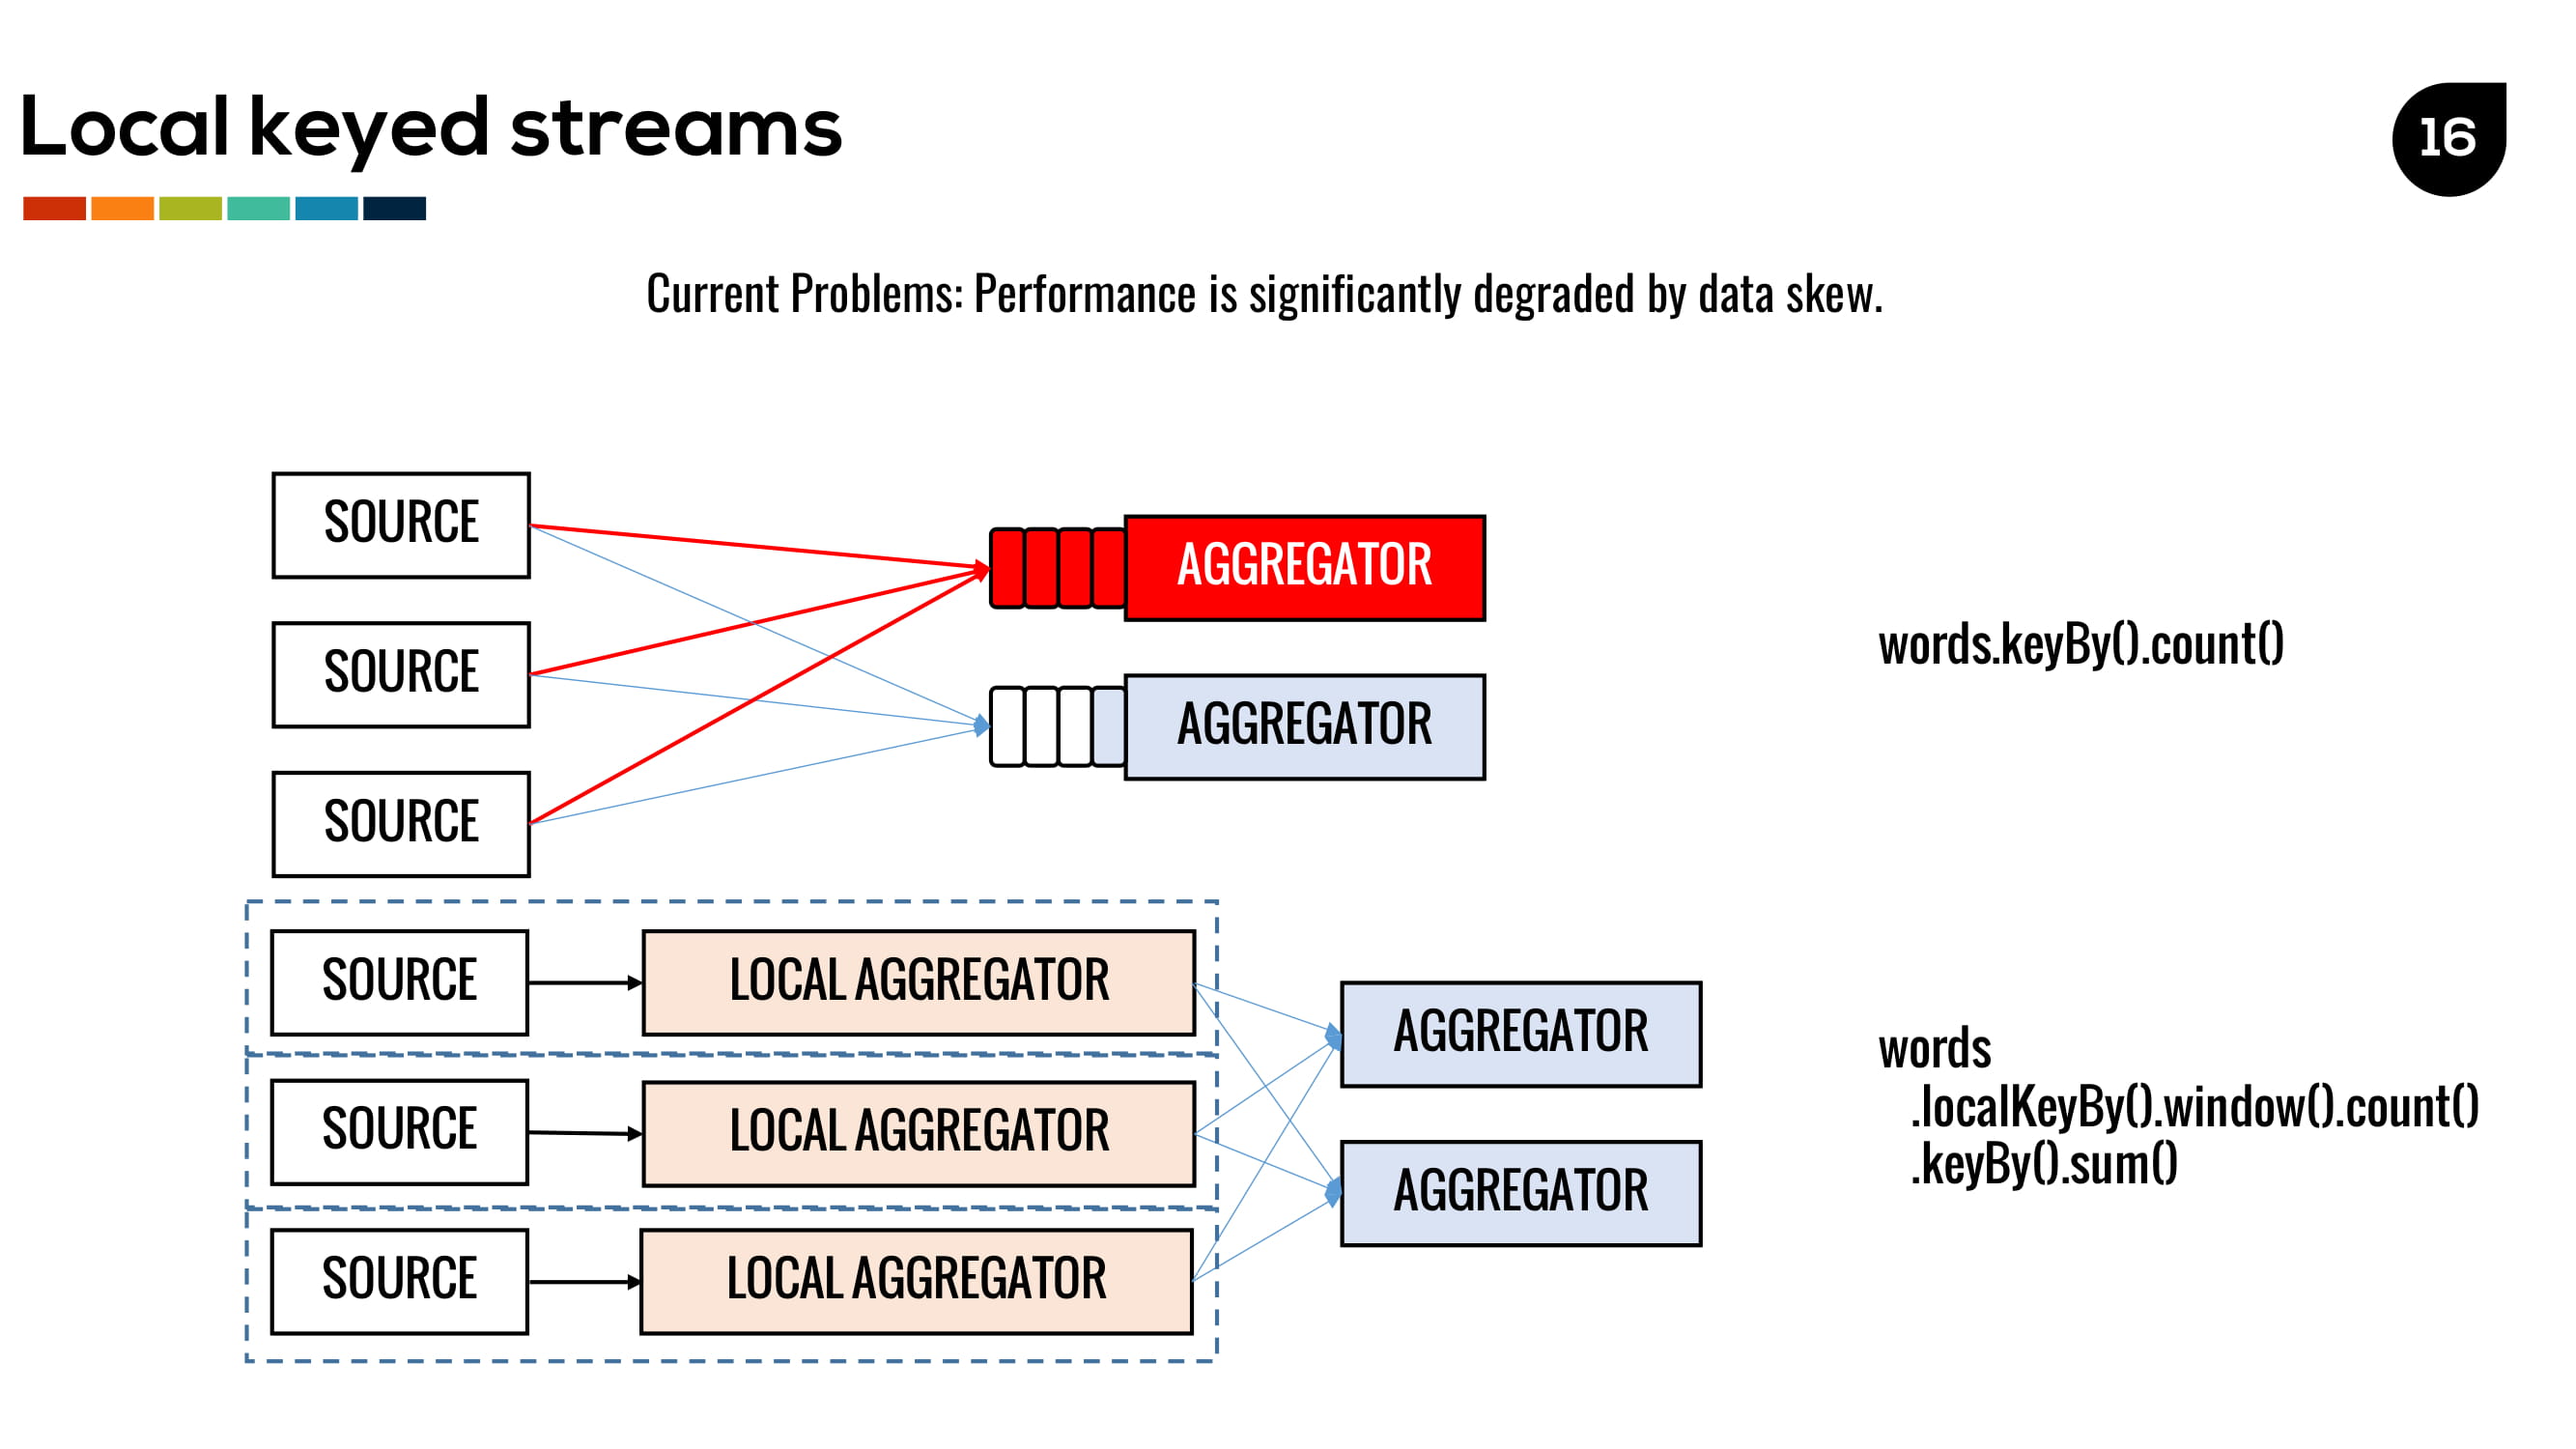 Local keyed streams
16
Current Problems: Performance is significantly degraded by data skew.
SOURCE
SOURCE
SOURCE
AGGREGATOR
AGGREGATOR
words.keyBy().count()
SOURCE
LOCAL AGGREGATOR
SOURCE
LOCAL AGGREGATOR
SOURCE
LOCAL AGGREGATOR
AGGREGATOR
AGGREGATOR
words
.localKeyBy().window().count()
.keyBy().sum()